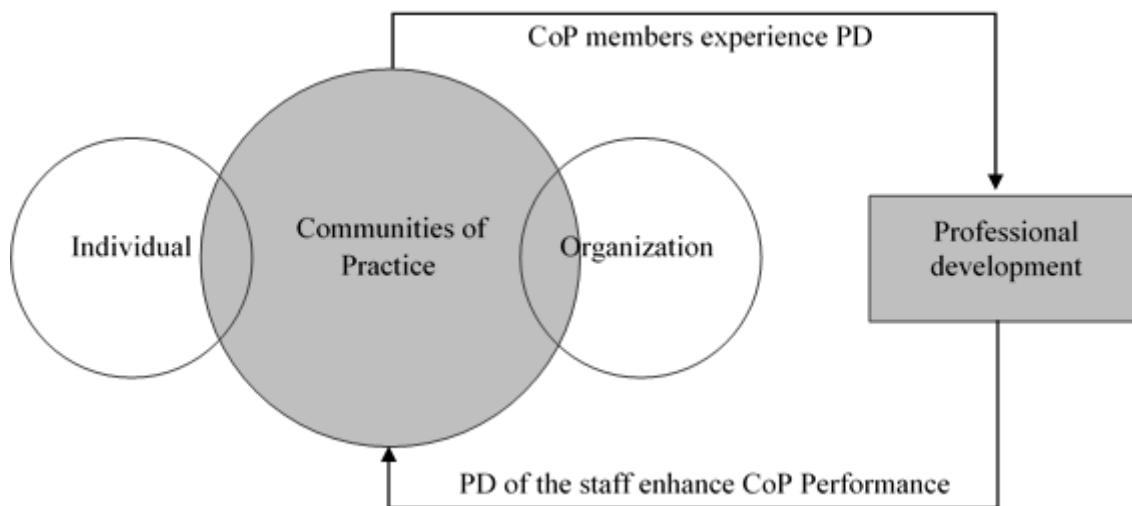 CoP members experience PD
Individual
Communities of
Practice
Organization
Professional
development
PD of the staff enhance CoP Performance